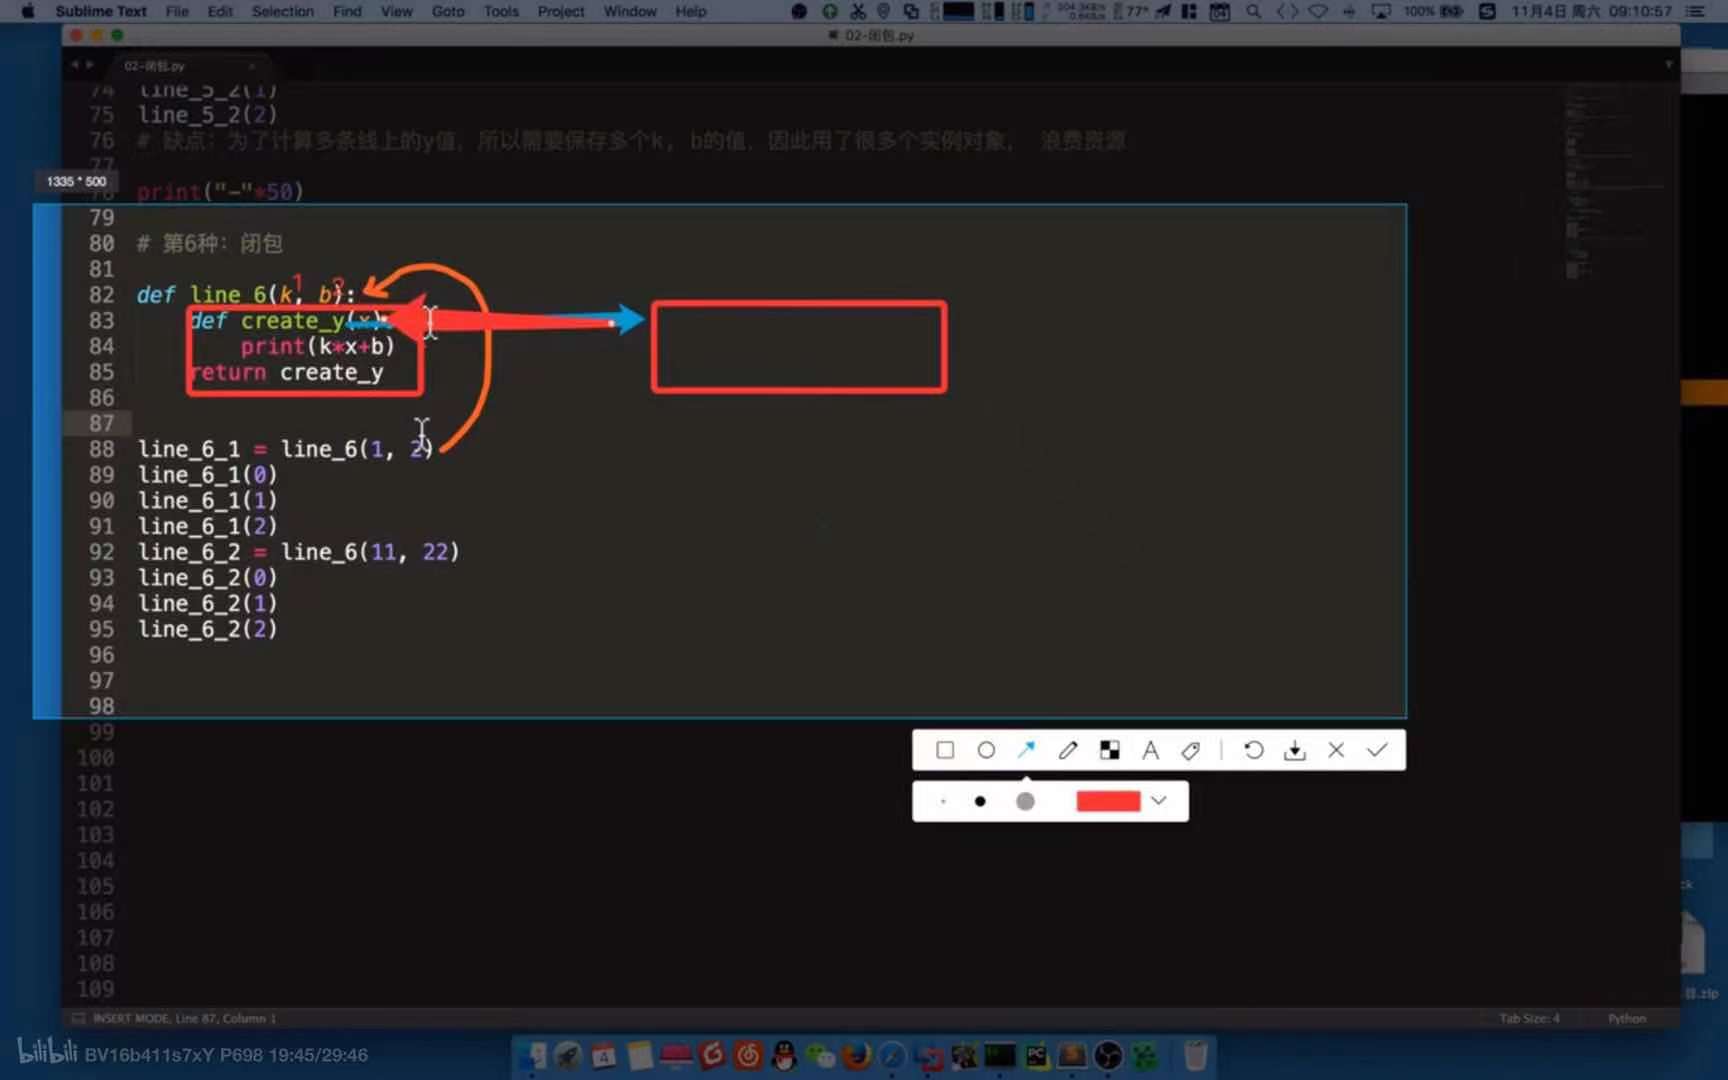 Sublime Text File Edit Selection Find View Goto Tools Project Window Help 77° 100% 11月4日 周六 09:10:57
02-闭包.py
02-闭包.py
74 line_5_2(1)
75 line_5_2(2)
76 # 缺点：为了计算多条线上的y值，所以需要保存多个k, b的值，因此用了很多个实例对象， 浪费资源
77
1335 * 500
78 print("-"*50)
79
80 # 第6种：闭包
81
1 2
82 def line_6(k, b):
83 def create_y(x):
84 print(k*x+b)
85 return create_y
86
87
88 line_6_1 = line_6(1, 2)
89 line_6_1(0)
90 line_6_1(1)
91 line_6_1(2)
92 line_6_2 = line_6(11, 22)
93 line_6_2(0)
94 line_6_2(1)
95 line_6_2(2)
96
97
98
99
100
101
102
103
104
105
106
107
108
109
A
ck
.zip
INSERT MODE, Line 87, Column 1 Tab Size: 4 Python
bilibili BV16b411s7xY P698 19:45/29:46